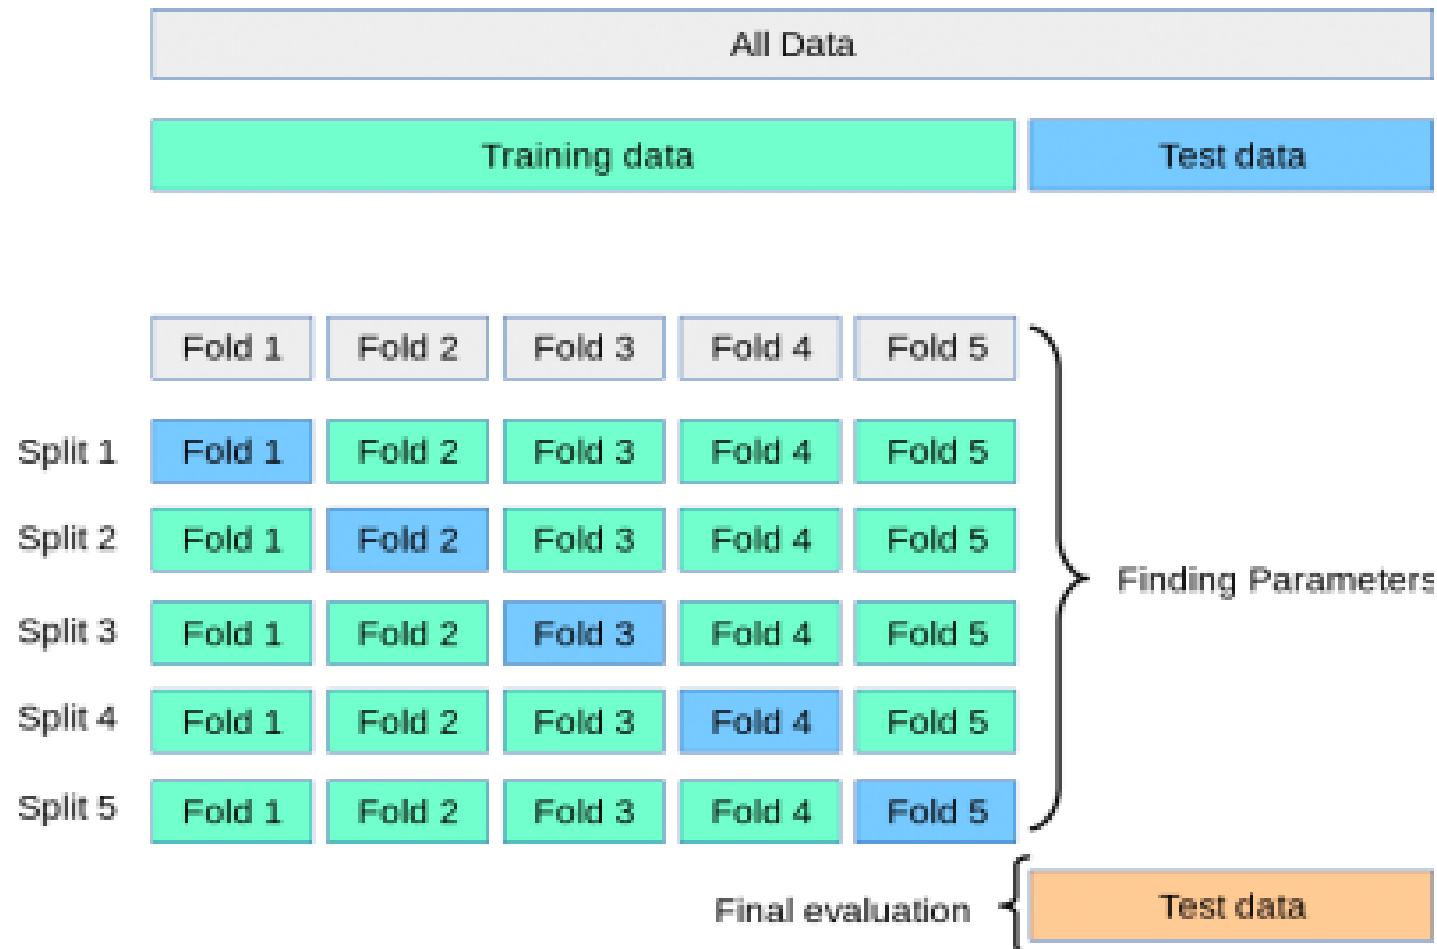 All Data
Training data Test data
Fold 1 Fold 2 Fold 3 Fold 4 Fold 5
Split 1 Fold 1 Fold 2 Fold 3 Fold 4 Fold 5
Split 2 Fold 1 Fold 2 Fold 3 Fold 4 Fold 5
Finding Parameters
Split 3 Fold 1 Fold 2 Fold 3 Fold 4 Fold 5
Split 4 Fold 1 Fold 2 Fold 3 Fold 4 Fold 5
Split 5 Fold 1 Fold 2 Fold 3 Fold 4 Fold 5
Final evaluation Test data